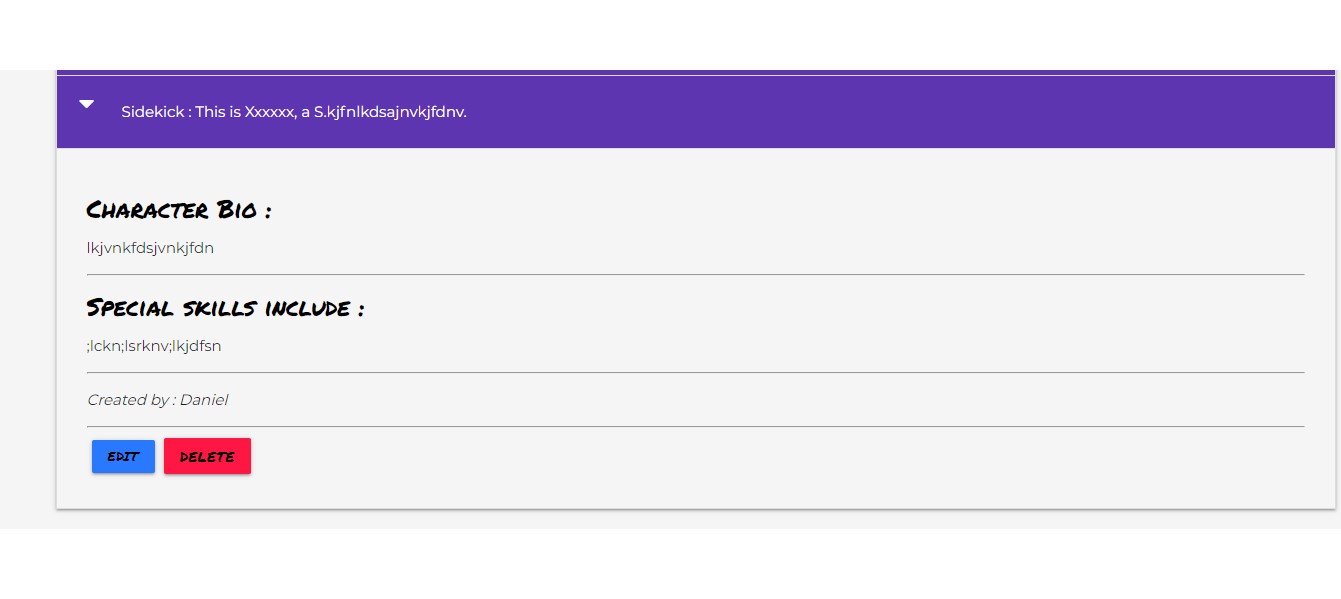 Sidekick : This is Xxxxxx, a S.kjfnlkdsajnvkjfdnv.
Character Bio :
lkjvnkfdsjvnkjfdn
Special skills include :
;lckn;lsrknv;lkjdfsn
Created by : Daniel
EDIT DELETE